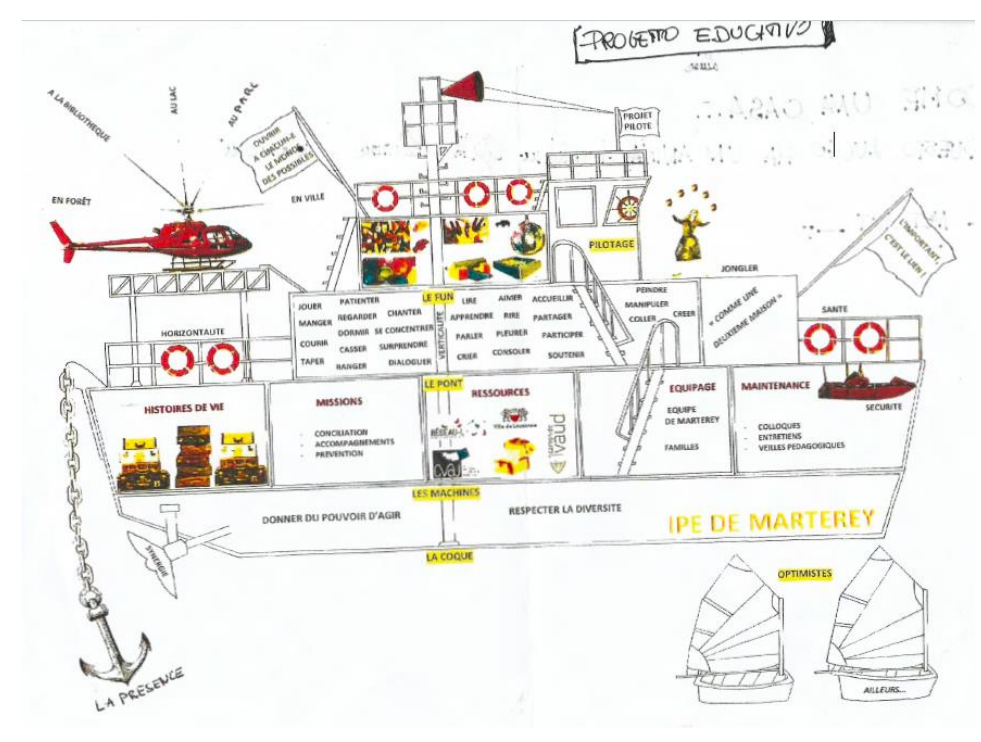 PROGETTO EDUCATIVO
A LA BIBLIOTHEQUE
AU LAC
AU PARC
EN FORÊT
EN VILLE
OUVRIR
A CHACUN-E
LE MONDE
DES POSSIBLES
PROJET
PILOTE
PILOTAGE
JONGLER
L'IMPORTANT,
C'EST LE LIEN !
HORIZONTALITE
LE FUN
VERTICALITE
JOUER PATIENTER
MANGER REGARDER CHANTER
DORMIR SE CONCENTRER
COURIR CASSER SURPRENDRE
TAPER RANGER DIALOGUER
LIRE AIMER ACCUEILLIR
APPRENDRE RIRE PARTAGER
PARLER PLEURER PARTICIPER
CRIER CONSOLER SOUTENIR
PEINDRE
MANIPULER
COLLER CREER
« COMME UNE
DEUXIEME MAISON »
SANTE
LE PONT
HISTOIRES DE VIE
MISSIONS
- CONCILIATION
- ACCOMPAGNEMENTS
- PREVENTION
RESSOURCES
RÉSEAU
Ville de Lausanne
vaud
EQUIPAGE
EQUIPE
DE MARTEREY
FAMILLES
MAINTENANCE
- COLLOQUES
- ENTRETIENS
- VEILLES PEDAGOGIQUES
SECURITE
LES MACHINES
DONNER DU POUVOIR D'AGIR
RESPECTER LA DIVERSITE
IPE DE MARTEREY
SYNERGIE
LA COQUE
OPTIMISTES
AILLEURS...
LA PRESENCE